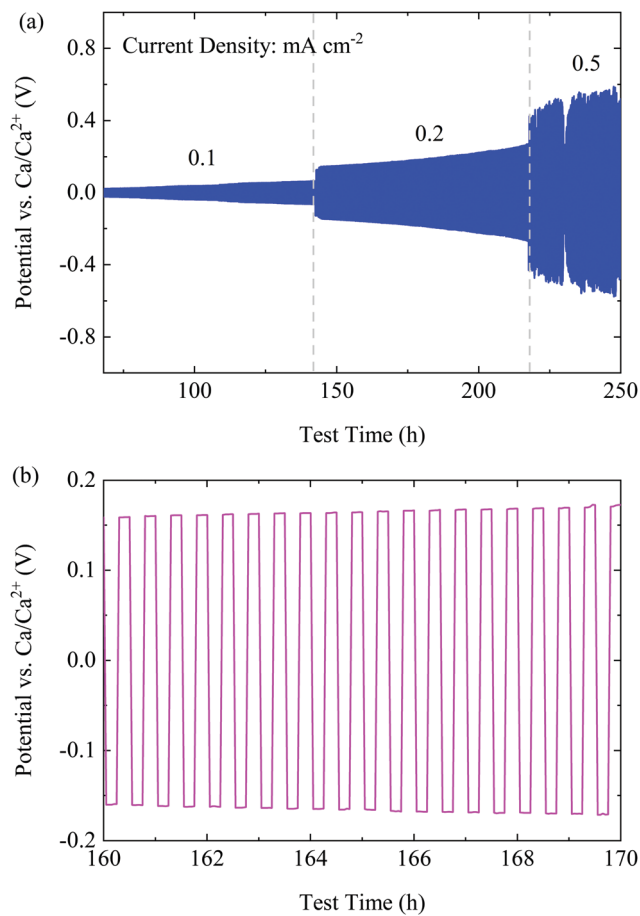 (a)
Current Density: mA cm⁻²
0.1
0.2
0.5
0.8
0.4
0.0
-0.4
-0.8
Potential vs. Ca/Ca²⁺ (V)
100 150 200 250
Test Time (h)
(b)
0.2
0.1
0.0
-0.1
-0.2
Potential vs. Ca/Ca²⁺ (V)
160 162 164 166 168 170
Test Time (h)